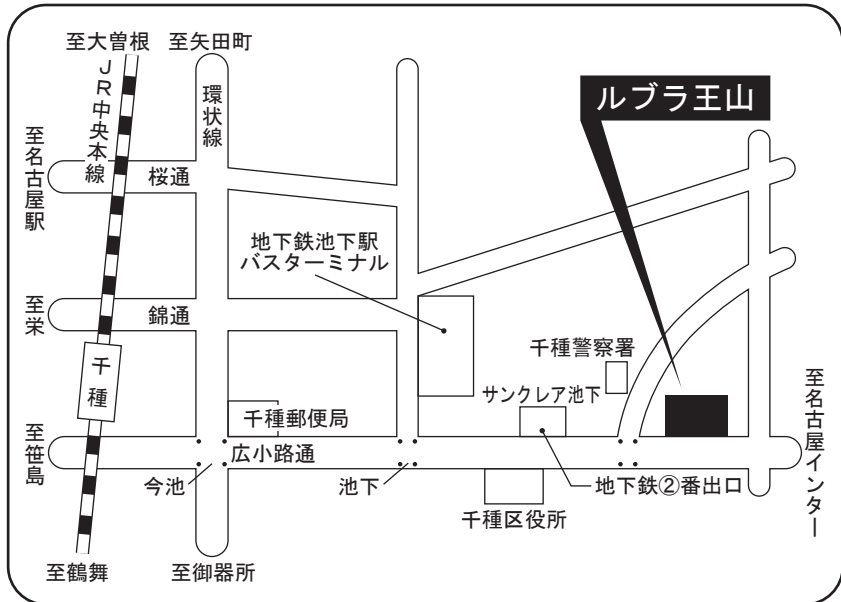 至大曽根
至矢田町
JR中央本線
環状線
ルブラ王山
至名古屋駅
桜通
地下鉄池下駅
バスターミナル
至栄
錦通
千種警察署
千種
サンクレア池下
千種郵便局
至笹島
広小路通
至名古屋インター
今池
池下
地下鉄②番出口
千種区役所
至鶴舞
至御器所